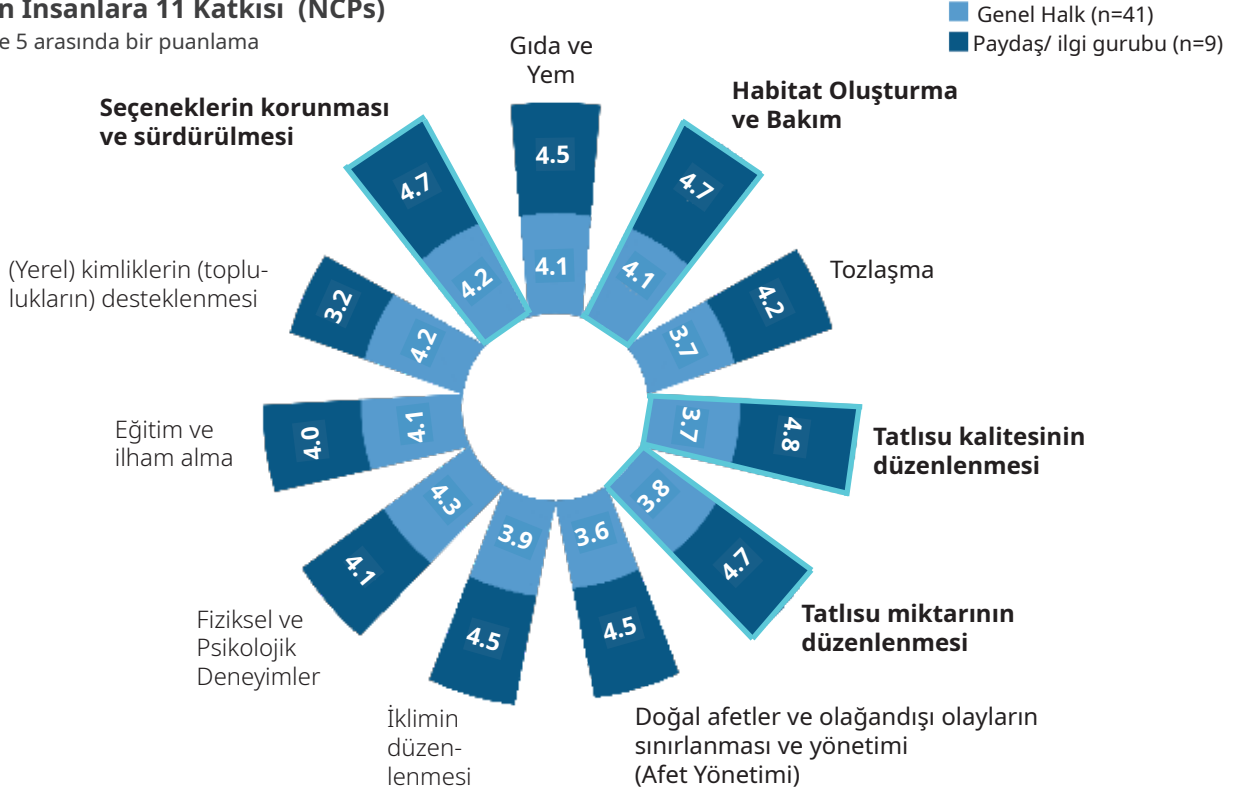 n İnsanlara 11 Katkısı (NCPs)
e 5 arasında bir puanlama
Genel Halk (n=41)
Paydaş/ ilgi gurubu (n=9)
Gıda ve
Yem
4.5
4.1
Habitat Oluşturma
ve Bakım
4.7
4.1
Tozlaşma
4.2
3.7
Tatlısu kalitesinin
düzenlenmesi
3.7
4.8
Tatlısu miktarının
düzenlenmesi
3.8
4.7
Doğal afetler ve olağandışı olayların
sınırlanması ve yönetimi
(Afet Yönetimi)
3.6
4.5
İklimin
düzen-
lenmesi
3.9
4.5
Fiziksel ve
Psikolojik
Deneyimler
4.3
4.1
Eğitim ve
ilham alma
4.0
4.1
(Yerel) kimliklerin (toplu-
lukların) desteklenmesi
3.2
4.2
Seçeneklerin korunması
ve sürdürülmesi
4.7
4.2